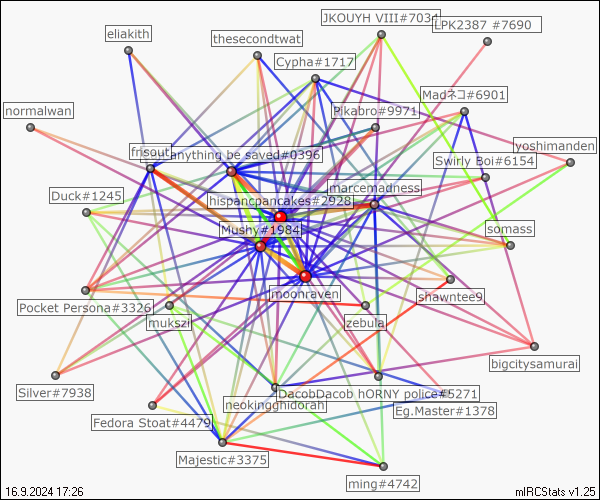 JKOUYH VIII#7034
LPK2387 #7690
eliakith
thesecondtwat
Cypha#1717
Madネコ#6901
normalwan
Pikabro#9971
frisout
anything be saved#0396
yoshimanden
Swirly Boi#6154
Duck#1245
marcemadness
hispancpancakes#2928
Mushy#1984
somass
moonraven
shawntee9
Pocket Persona#3326
mukszi
zebula
bigcitysamurai
Silver#7938
DacobDacob
hORNY police#5271
neokingghidorah
Eg.Master#1378
Fedora Stoat#4479
Majestic#3375
ming#4742
16.9.2024 17:26
mIRCStats v1.25